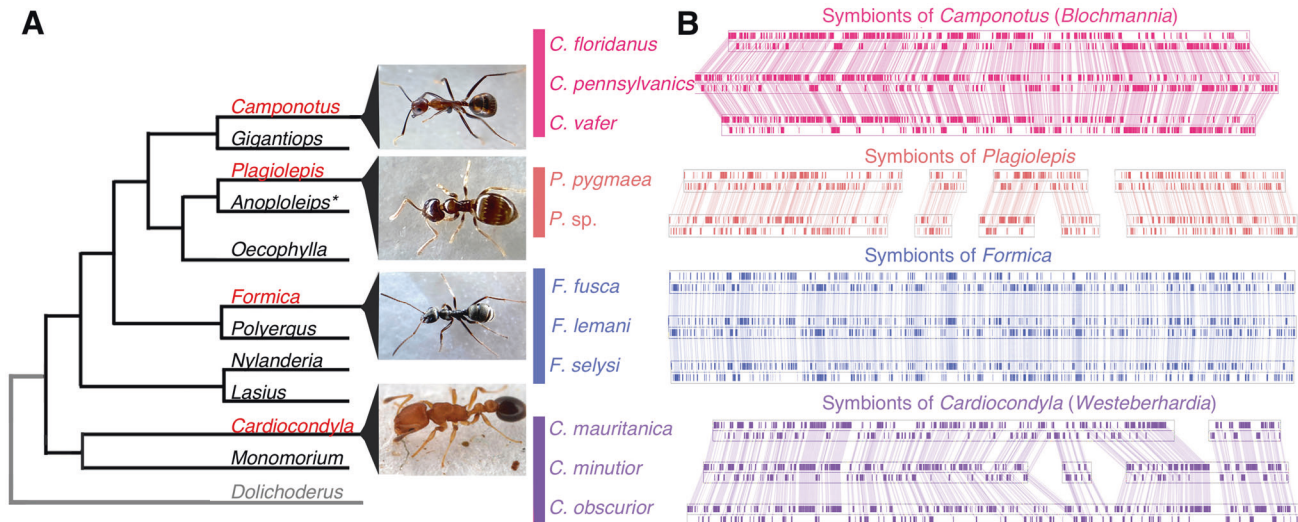 A
Camponotus
Gigantiops
Plagiolepis
Anoploleips*
Oecophylla
Formica
Polyergus
Nylanderia
Lasius
Cardiocondyla
Monomorium
Dolichoderus
C. floridanus
C. pennsylvanics
C. vafer
P. pygmaea
P. sp.
F. fusca
F. lemani
F. selysi
C. mauritanica
C. minutior
C. obscurior
B
Symbionts of Camponotus (Blochmannia)
Symbionts of Plagiolepis
Symbionts of Formica
Symbionts of Cardiocondyla (Westeberhardia)